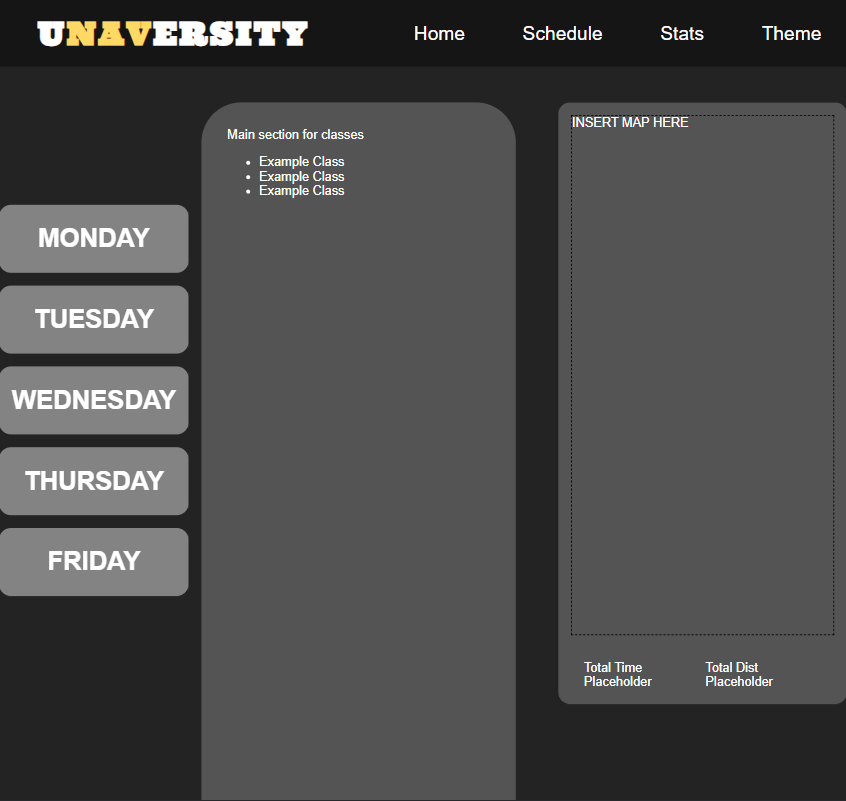 UNAVERSITY
Home
Schedule
Stats
Theme
MONDAY
TUESDAY
WEDNESDAY
THURSDAY
FRIDAY
Main section for classes
Example Class
Example Class
Example Class
INSERT MAP HERE
Total Time
Placeholder
Total Dist
Placeholder